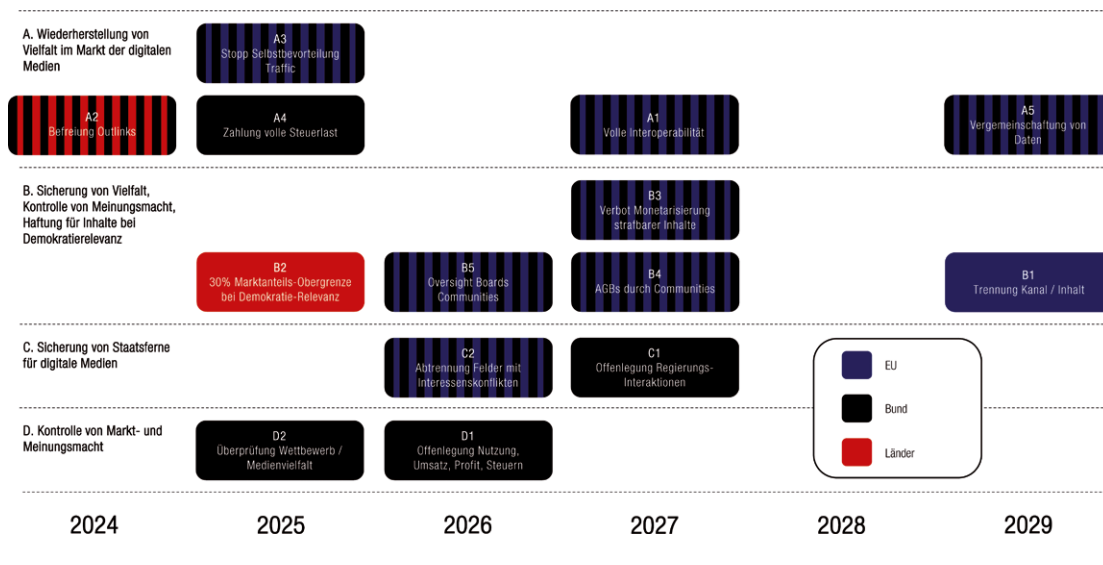 A. Wiederherstellung von
Vielfalt im Markt der digitalen
Medien
A3
Stopp Selbstbevorteilung
Traffic
A2
Befreiung Outlinks
A4
Zahlung volle Steuerlast
A1
Volle Interoperabilität
A5
Vergemeinschaftung von
Daten
B. Sicherung von Vielfalt,
Kontrolle von Meinungsmacht,
Haftung für Inhalte bei
Demokratierelevanz
B3
Verbot Monetarisierung
strafbarer Inhalte
B2
30% Marktanteils-Obergrenze
bei Demokratie-Relevanz
B5
Oversight Boards
Communities
B4
AGBs durch Communities
B1
Trennung Kanal / Inhalt
C. Sicherung von Staatsferne
für digitale Medien
C2
Abtrennung Felder mit
Interessenskonflikten
C1
Offenlegung Regierungs-
Interaktionen
EU
Bund
Länder
D. Kontrolle von Markt- und
Meinungsmacht
D2
Überprüfung Wettbewerb /
Medienvielfalt
D1
Offenlegung Nutzung,
Umsatz, Profit, Steuern
2024
2025
2026
2027
2028
2029